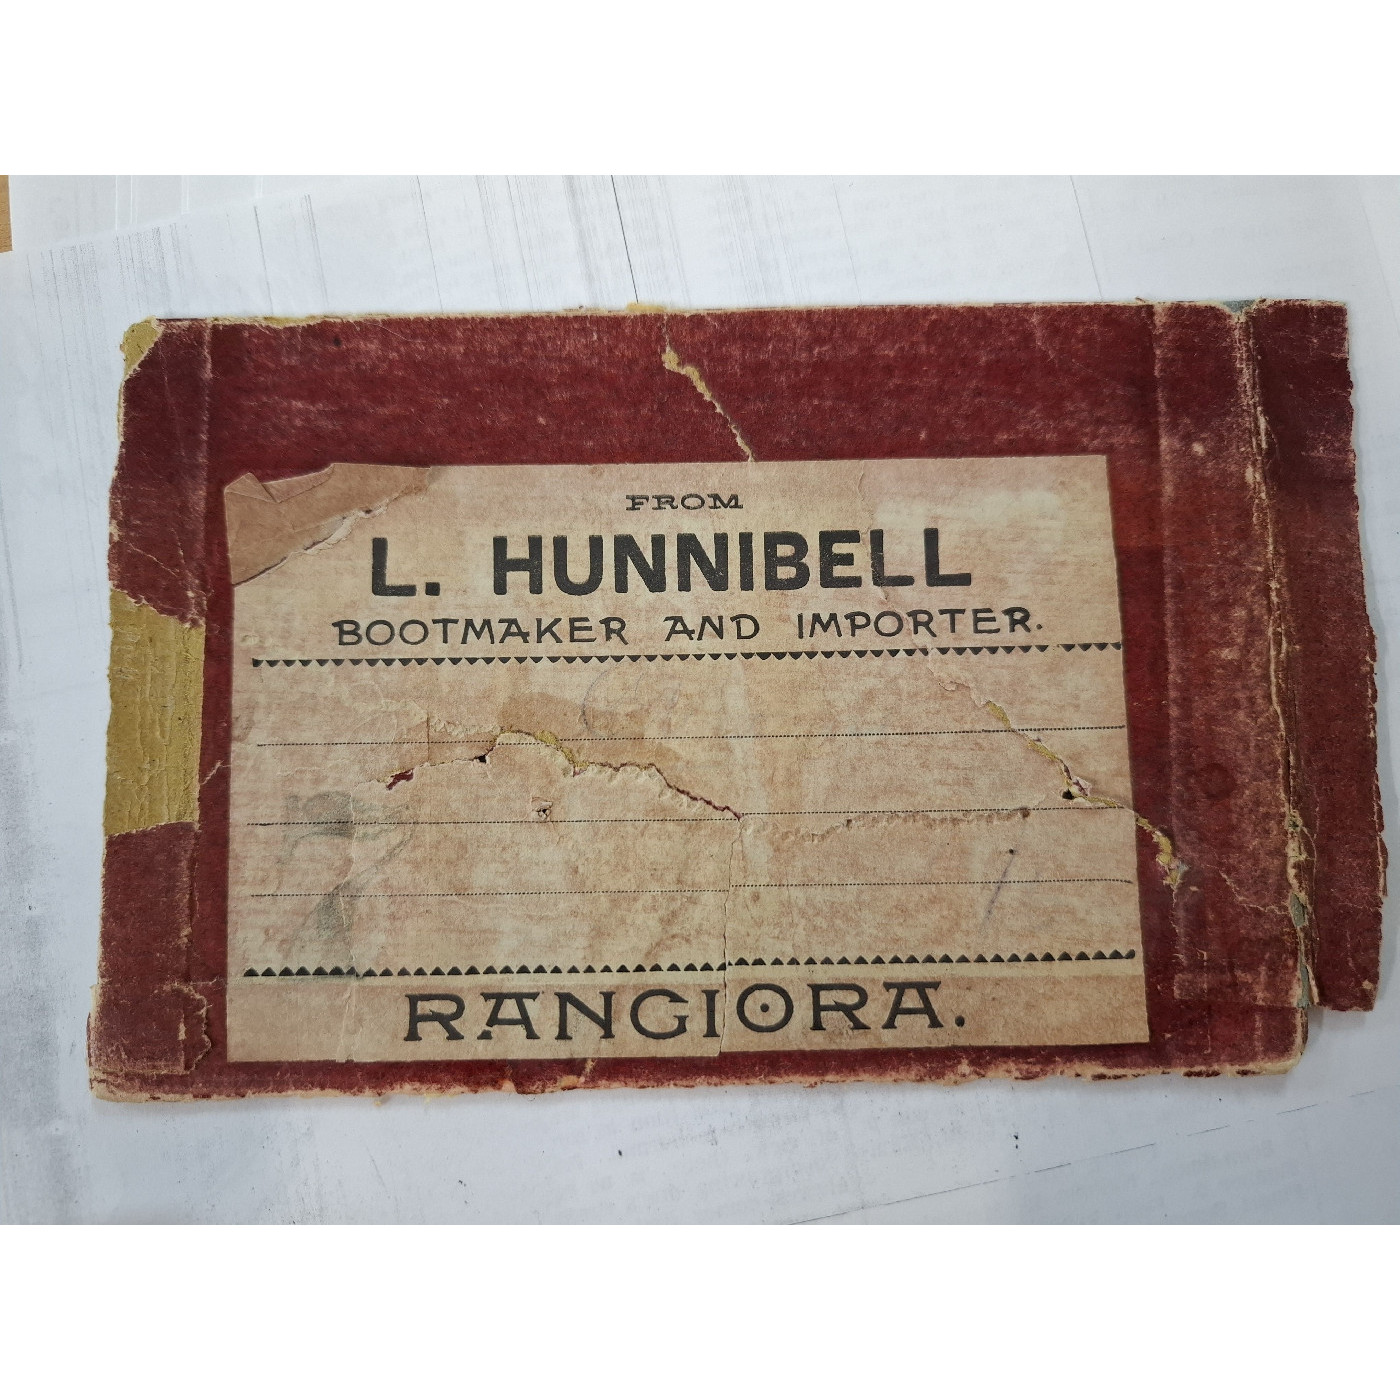 FROM
L. HUNNIBELL
BOOTMAKER AND IMPORTER.
RANGIORA.